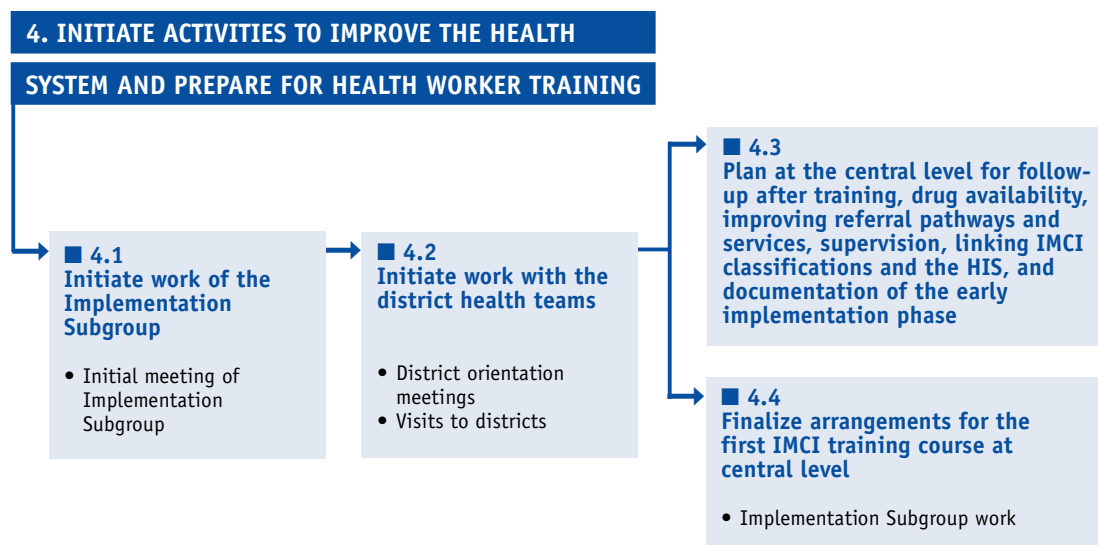 4. INITIATE ACTIVITIES TO IMPROVE THE HEALTH
SYSTEM AND PREPARE FOR HEALTH WORKER TRAINING
■ 4.1
Initiate work of the
Implementation
Subgroup
• Initial meeting of
Implementation
Subgroup
■ 4.2
Initiate work with the
district health teams
• District orientation
meetings
• Visits to districts
■ 4.3
Plan at the central level for follow-
up after training, drug availability,
improving referral pathways and
services, supervision, linking IMCI
classifications and the HIS, and
documentation of the early
implementation phase
■ 4.4
Finalize arrangements for the
first IMCI training course at
central level
• Implementation Subgroup work